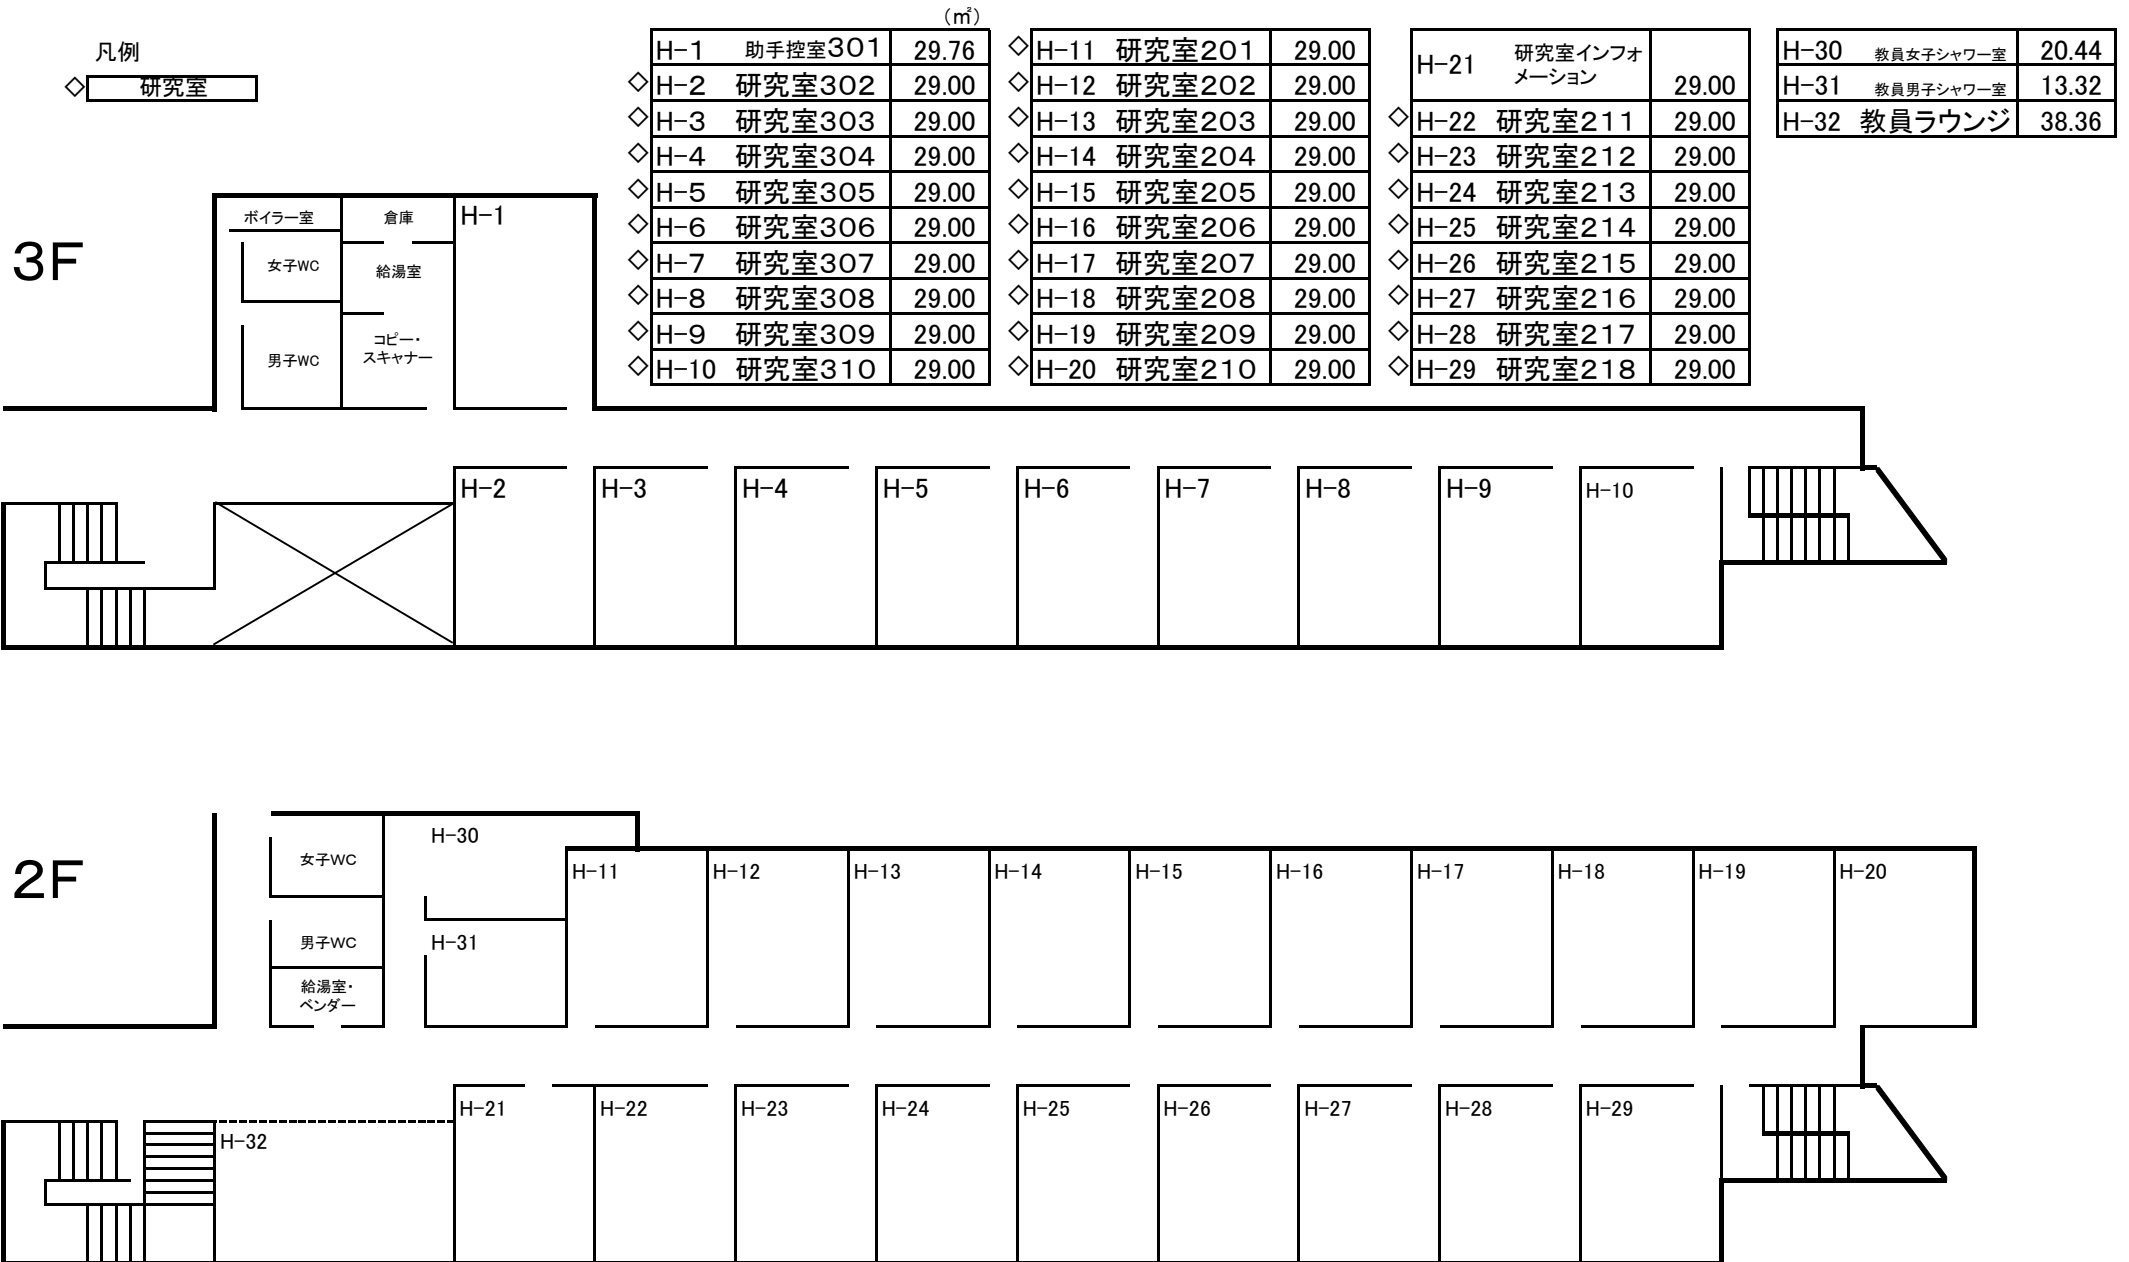 (㎡)
凡例
◇ 研究室
H-1 助手控室301 29.76
◇ H-2 研究室302 29.00
◇ H-3 研究室303 29.00
◇ H-4 研究室304 29.00
◇ H-5 研究室305 29.00
◇ H-6 研究室306 29.00
◇ H-7 研究室307 29.00
◇ H-8 研究室308 29.00
◇ H-9 研究室309 29.00
◇ H-10 研究室310 29.00
◇ H-11 研究室201 29.00
◇ H-12 研究室202 29.00
◇ H-13 研究室203 29.00
◇ H-14 研究室204 29.00
◇ H-15 研究室205 29.00
◇ H-16 研究室206 29.00
◇ H-17 研究室207 29.00
◇ H-18 研究室208 29.00
◇ H-19 研究室209 29.00
◇ H-20 研究室210 29.00
H-21 研究室インフォ
メーション 29.00
◇ H-22 研究室211 29.00
◇ H-23 研究室212 29.00
◇ H-24 研究室213 29.00
◇ H-25 研究室214 29.00
◇ H-26 研究室215 29.00
◇ H-27 研究室216 29.00
◇ H-28 研究室217 29.00
◇ H-29 研究室218 29.00
H-30 教員女子シャワー室 20.44
H-31 教員男子シャワー室 13.32
H-32 教員ラウンジ 38.36
3F
ボイラー室
倉庫
H-1
女子WC
給湯室
男子WC
コピー・
スキャナー
H-2 H-3 H-4 H-5 H-6 H-7 H-8 H-9 H-10
2F
女子WC
H-30
H-11 H-12 H-13 H-14 H-15 H-16 H-17 H-18 H-19 H-20
男子WC
H-31
給湯室・
ベンダー
H-21 H-22 H-23 H-24 H-25 H-26 H-27 H-28 H-29
H-32